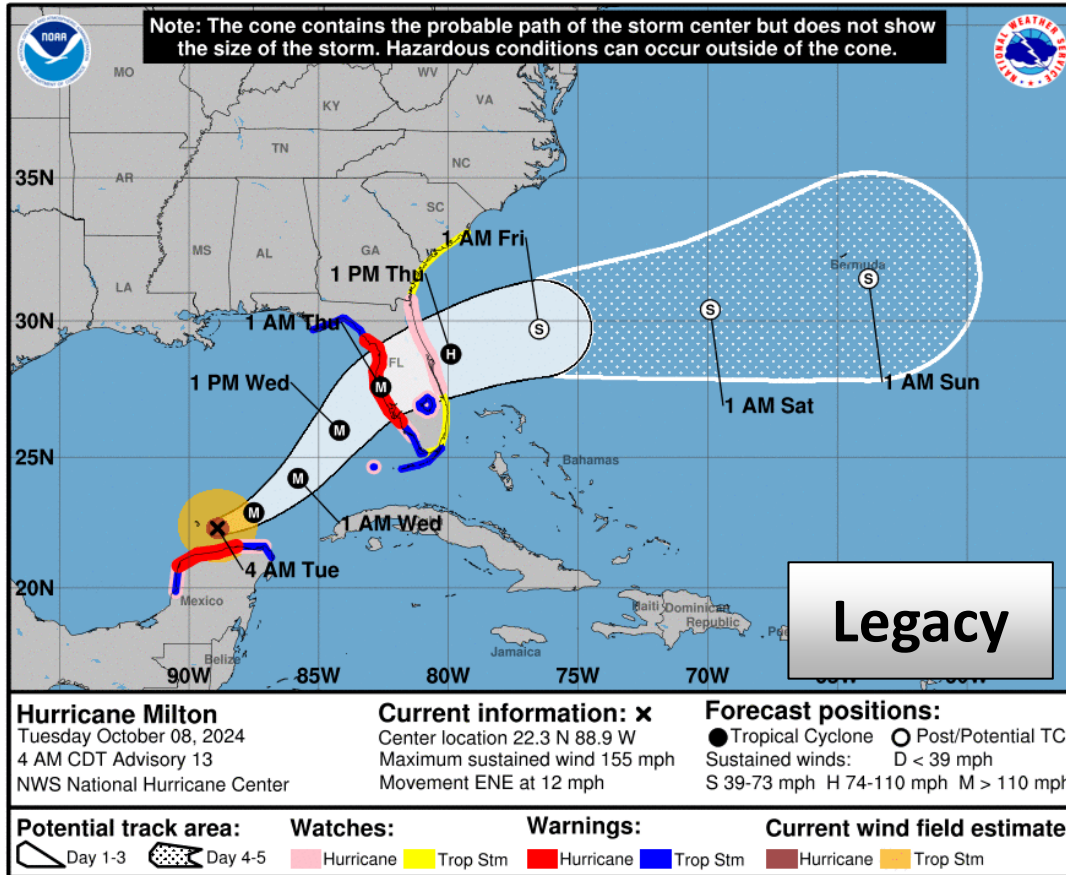 Note: The cone contains the probable path of the storm center but does not show
the size of the storm. Hazardous conditions can occur outside of the cone.
NOAA
NATIONAL WEATHER SERVICE
MO
WV
KY
VA
TN
NC
35N
AR
SC
MS
AL
GA
1 AM Fri
1 PM Thu
LA
Bermuda
30N
1 AM Thu
FL
1 PM Wed
1 AM Sun
1 AM Sat
25N
Bahamas
1 AM Wed
4 AM Tue
20N
Mexico
Haiti
Dominican
Republic
Legacy
Jamaica
Belize
90W
85W
80W
75W
70W
Hurricane Milton
Tuesday October 08, 2024
4 AM CDT Advisory 13
NWS National Hurricane Center
Current information: x
Center location 22.3 N 88.9 W
Maximum sustained wind 155 mph
Movement ENE at 12 mph
Forecast positions:
Tropical Cyclone
Post/Potential TC
Sustained winds: D < 39 mph
S 39-73 mph H 74-110 mph M > 110 mph
Potential track area:
Day 1-3
Day 4-5
Watches:
Hurricane
Trop Stm
Warnings:
Hurricane
Trop Stm
Current wind field estimate
Hurricane
Trop Stm
M
M
M
M
H
S
S
S